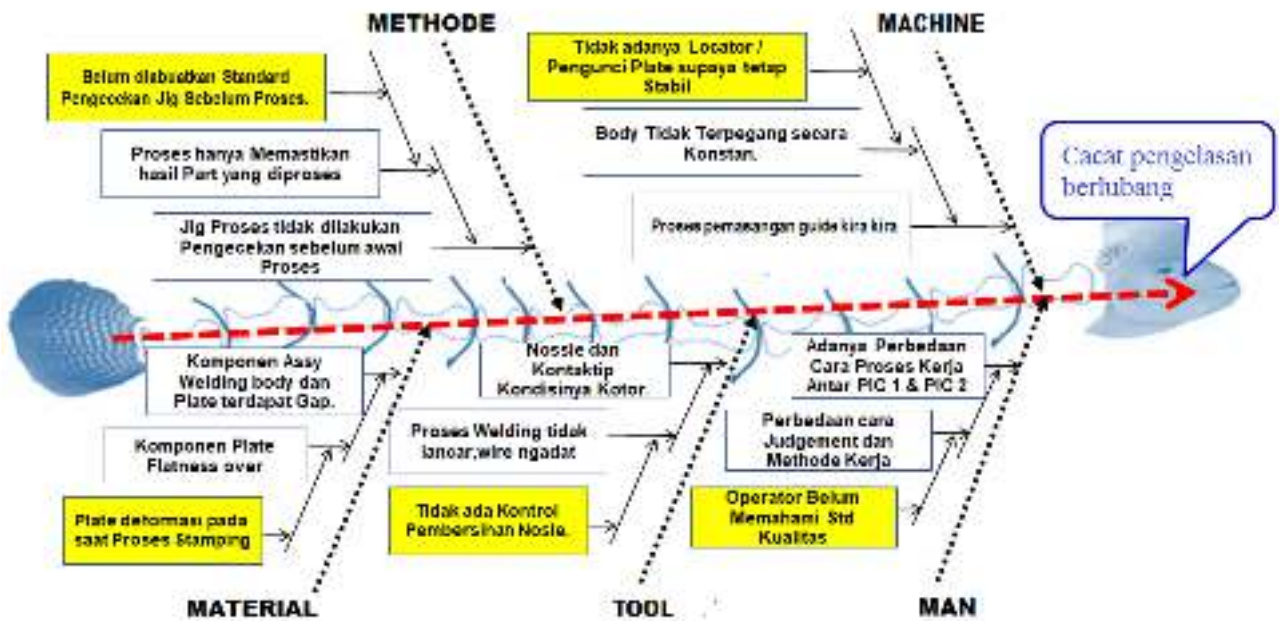 METHODE
MACHINE
Belum dlabuatkan Standard
Pengecekan Jlg Sebelum Proses.
Proses hanya Memastikan
hasil Part yang diproses
Jlg Proses tidak dilakukan
Pengecekan sebelum awal
Proses
Tidak adanya Locator /
Pengunci Plate supaya tetap
Stabil
Body Tidak Terpegang secara
Konstan.
Proses pemasangan guide kira kira
Cacat pengelasan
berlubang
Komponen Assy
Welding body dan
Plate terdapat Gap.
Komponen Plate
Flatness over
Plate deformasi pada
saat Proses Stamping
Nossle dan
Kontaktip
Kondisinya Kotor.
Proses Welding tidak
lancar,wire ngadat
Tidak ada Kontrol
Pembersihan Nosle.
Adanya Perbedaan
Cara Proses Kerja
Antar PIC 1 & PIC 2
Perbedaan cara
Judgement dan
Methode Kerja
Operator Belum
Memahami Std
Kualitas
MATERIAL
TOOL
MAN